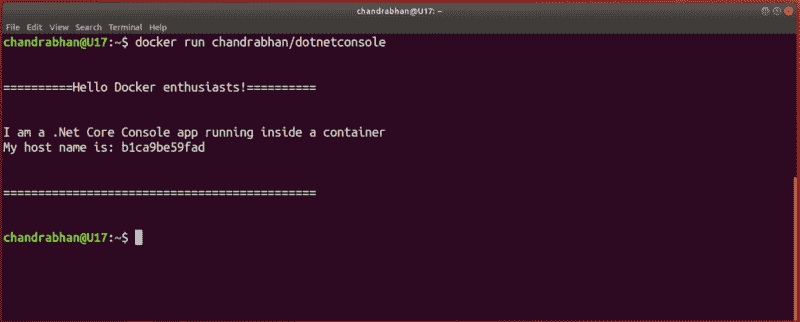 chandrabhan@U17: ~
File Edit View Search Terminal Help
chandrabhan@U17:~$ docker run chandrabhan/dotnetconsole
==========Hello Docker enthusiasts!==========
I am a .Net Core Console app running inside a container
My host name is: b1ca9be59fad
=============================================
chandrabhan@U17:~$